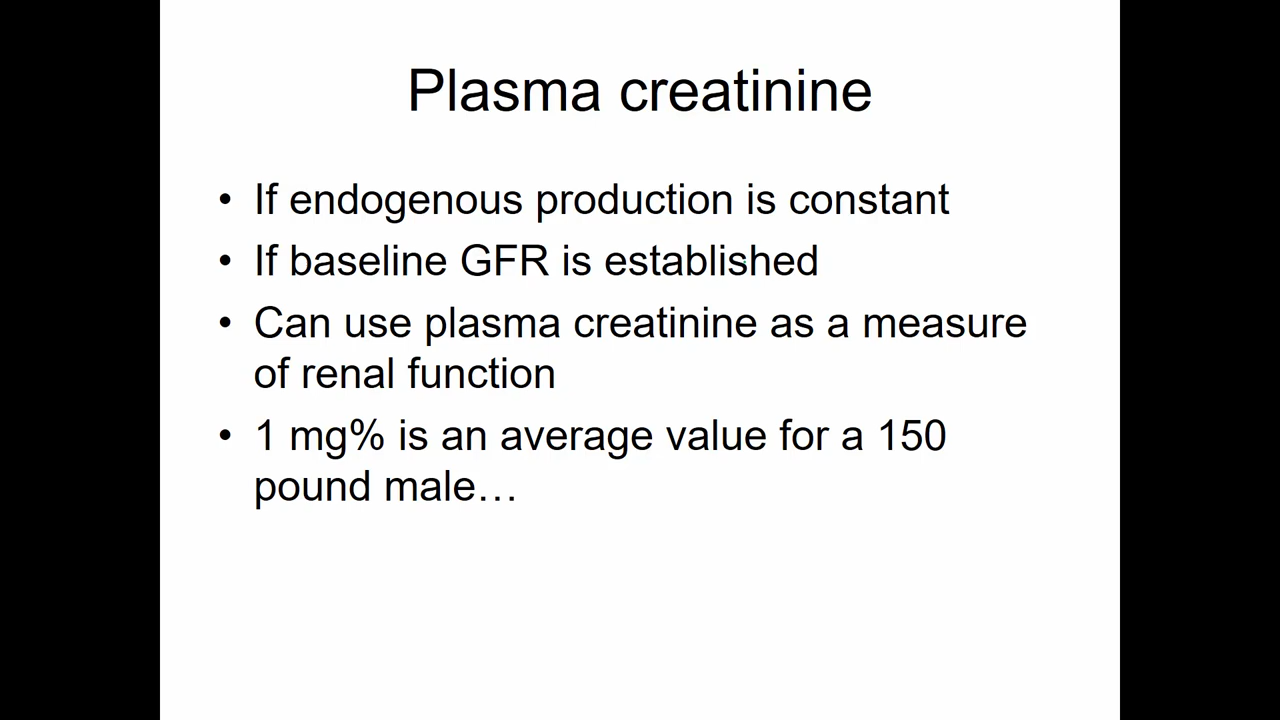 Plasma creatinine
• If endogenous production is constant
• If baseline GFR is established
• Can use plasma creatinine as a measure
of renal function
• 1 mg% is an average value for a 150
pound male…